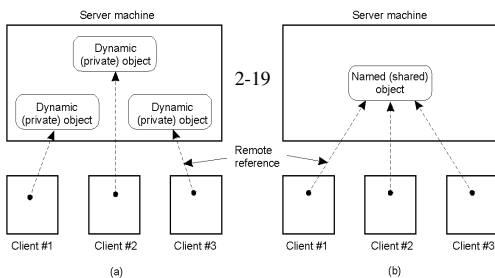 Server machine
Dynamic
(private) object
Dynamic
(private) object
Dynamic
(private) object
Client #1
Client #2
Client #3
(a)
2-19
Remote
reference
Server machine
Named (shared)
object
Client #1
Client #2
Client #3
(b)